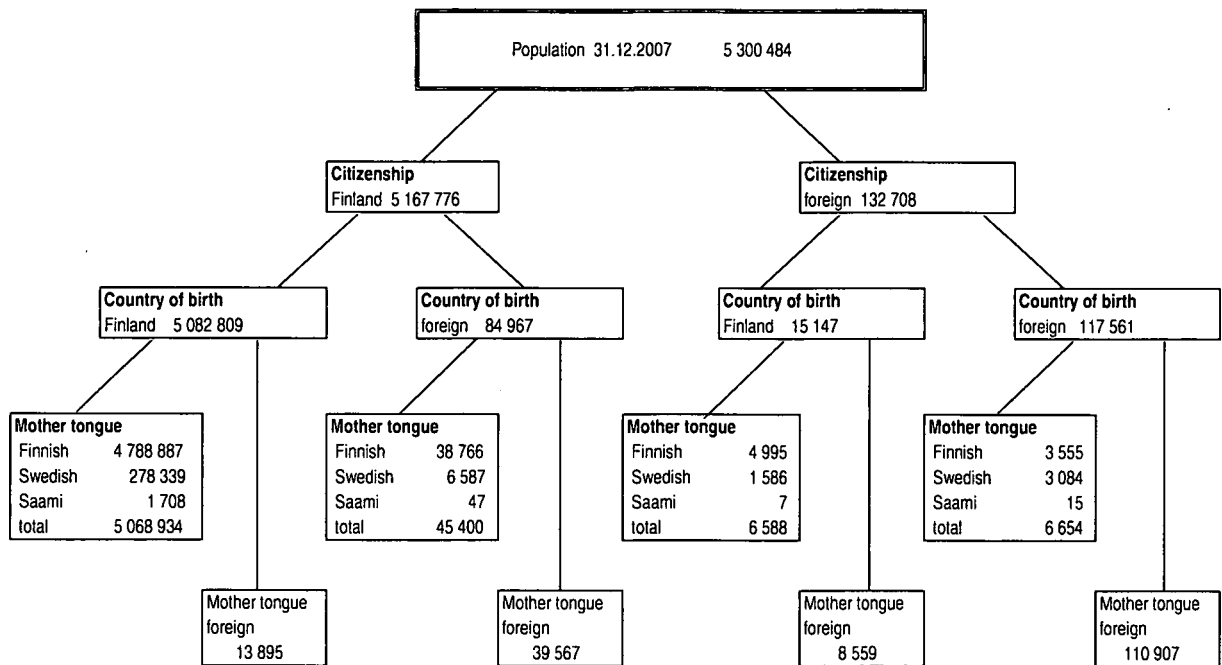 Population 31.12.2007 5 300 484
Citizenship
Finland 5 167 776
Citizenship
foreign 132 708
Country of birth
Finland 5 082 809
Country of birth
foreign 84 967
Country of birth
Finland 15 147
Country of birth
foreign 117 561
Mother tongue
Finnish 4 788 887
Swedish 278 339
Saami 1 708
total 5 068 934
Mother tongue
Finnish 38 766
Swedish 6 587
Saami 47
total 45 400
Mother tongue
Finnish 4 995
Swedish 1 586
Saami 7
total 6 588
Mother tongue
Finnish 3 555
Swedish 3 084
Saami 15
total 6 654
Mother tongue
foreign
13 895
Mother tongue
foreign
39 567
Mother tongue
foreign
8 559
Mother tongue
foreign
110 907